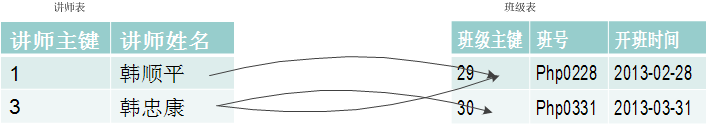 讲师表
讲师主键 讲师姓名
1 韩顺平
3 韩忠康
班级表
班级主键 班号 开班时间
29 Php0228 2013-02-28
30 Php0331 2013-03-31